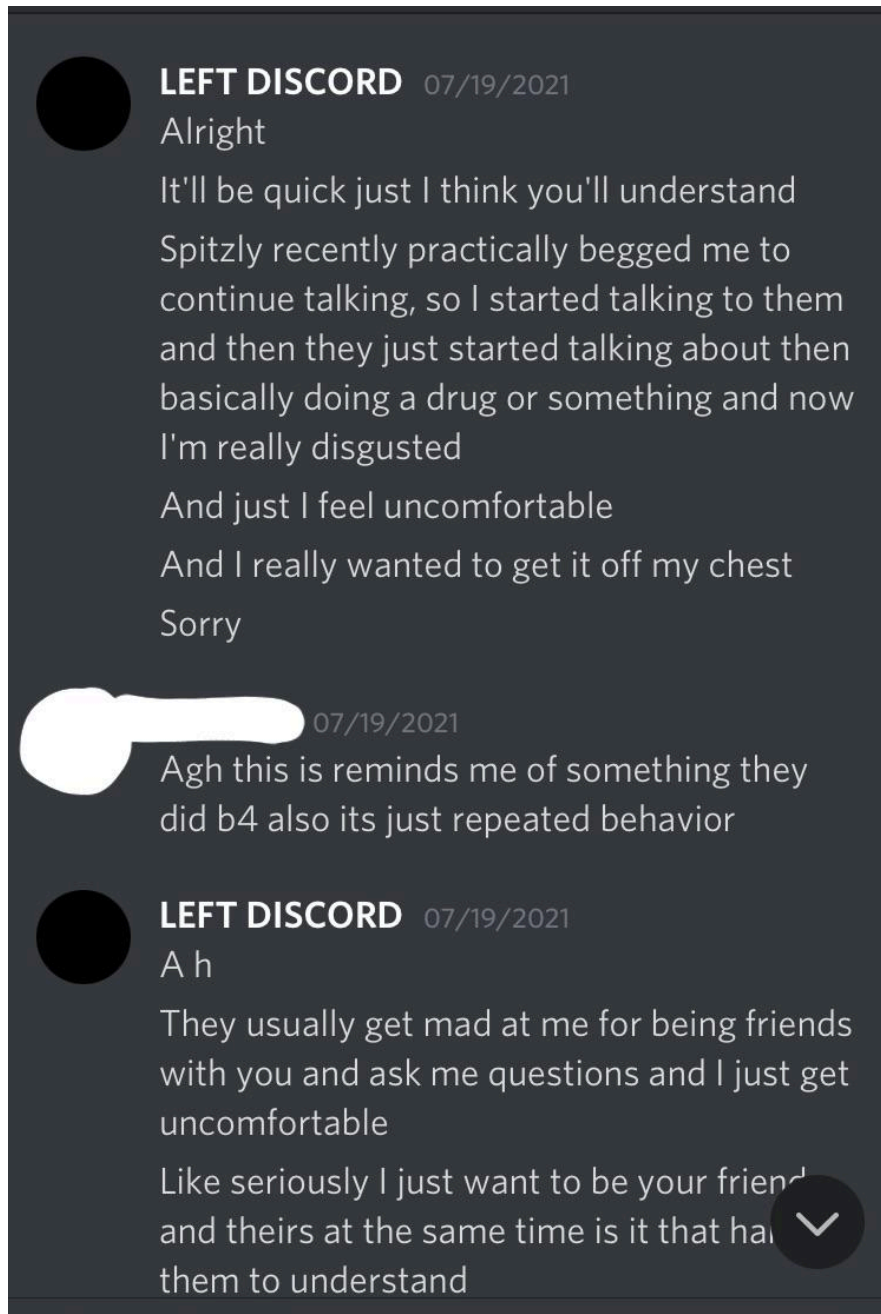 LEFT DISCORD 07/19/2021
Alright
It'll be quick just I think you'll understand
Spitzly recently practically begged me to
continue talking, so I started talking to them
and then they just started talking about then
basically doing a drug or something and now
I'm really disgusted
And just I feel uncomfortable
And I really wanted to get it off my chest
Sorry
07/19/2021
Agh this is reminds me of something they
did b4 also its just repeated behavior
LEFT DISCORD 07/19/2021
A h
They usually get mad at me for being friends
with you and ask me questions and I just get
uncomfortable
Like seriously I just want to be your friend
and theirs at the same time is it that
them to understand